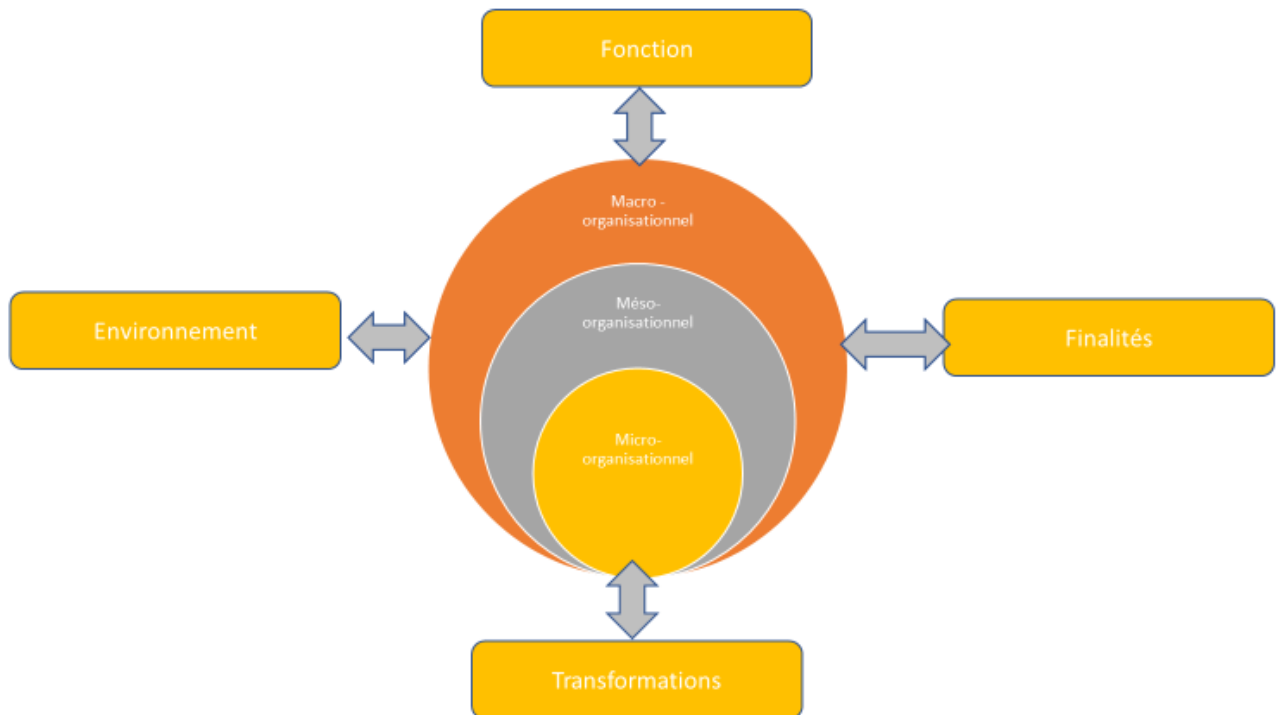 Fonction
Macro -
organisationnel
Méso-
organisationnel
Environnement
Finalités
Micro-
organisationnel
Transformations